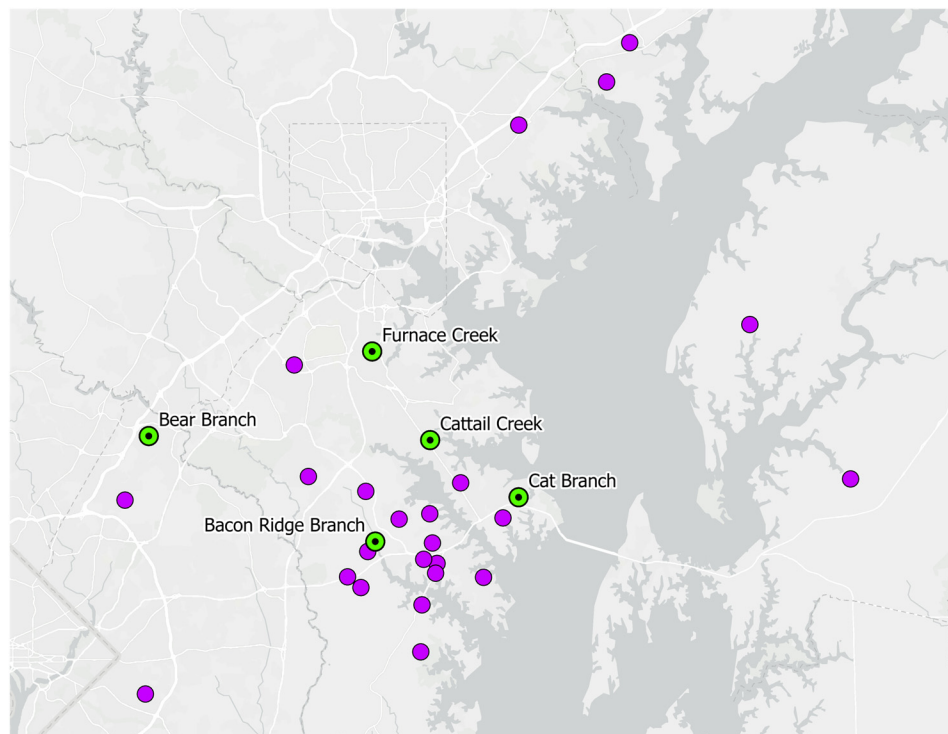 Furnace Creek
Bear Branch
Cattail Creek
Cat Branch
Bacon Ridge Branch